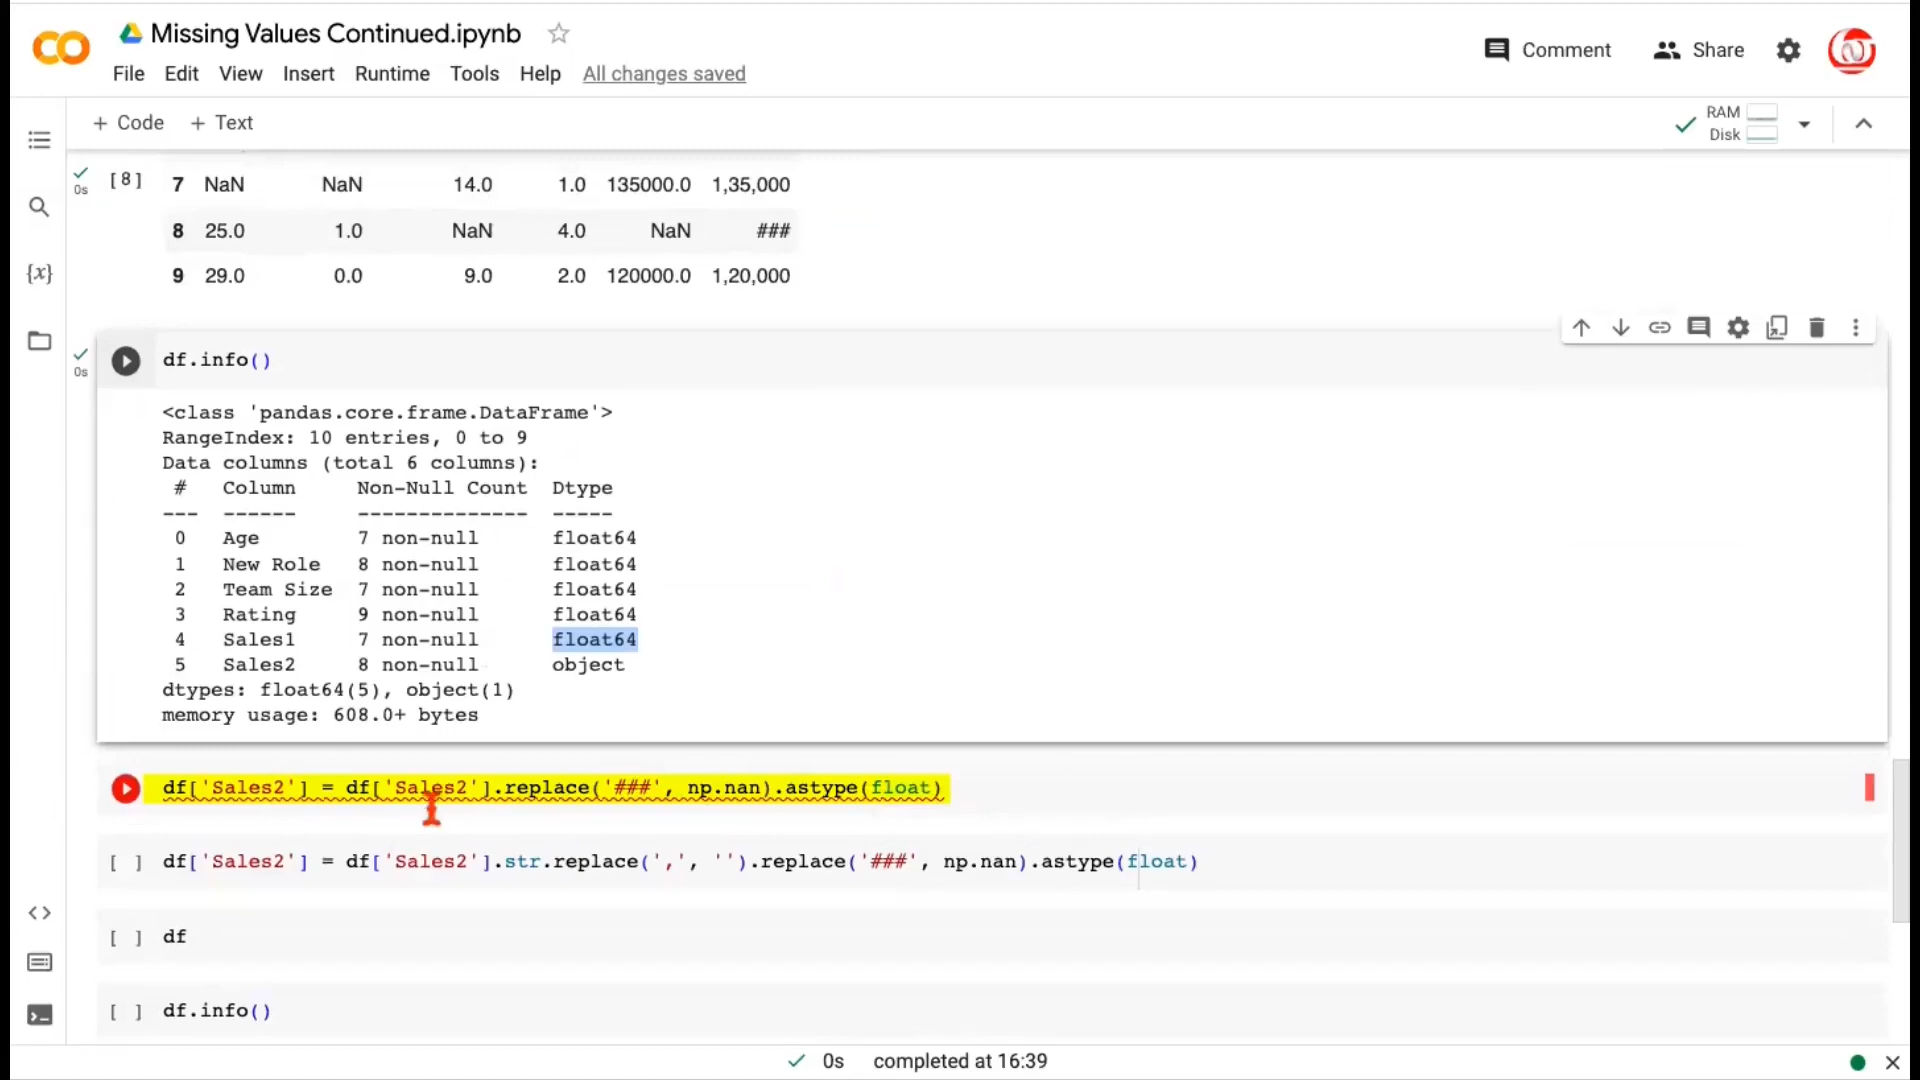 Missing Values Continued.ipynb
Comment
Share
File Edit View Insert Runtime Tools Help All changes saved
+ Code + Text
RAM
Disk
0s
[8] 7 NaN NaN 14.0 1.0 135000.0 1,35,000
8 25.0 1.0 NaN 4.0 NaN ###
9 29.0 0.0 9.0 2.0 120000.0 1,20,000
{x}
0s
df.info()
<class 'pandas.core.frame.DataFrame'>
RangeIndex: 10 entries, 0 to 9
Data columns (total 6 columns):
# Column Non-Null Count Dtype
--- ------ -------------- -----
0 Age 7 non-null float64
1 New Role 8 non-null float64
2 Team Size 7 non-null float64
3 Rating 9 non-null float64
4 Sales1 7 non-null float64
5 Sales2 8 non-null object
dtypes: float64(5), object(1)
memory usage: 608.0+ bytes
df['Sales2'] = df['Sales2'].replace('###', np.nan).astype(float)
[ ] df['Sales2'] = df['Sales2'].str.replace(',', '').replace('###', np.nan).astype(float)
[ ] df
[ ] df.info()
0s completed at 16:39